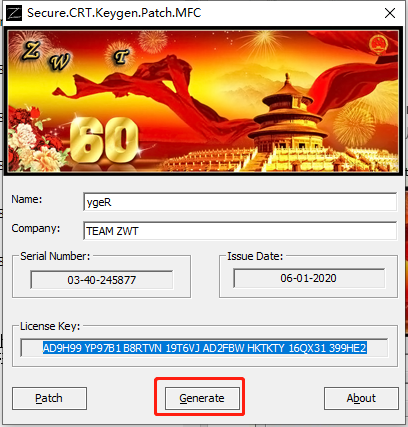 Secure.CRT.Keygen.Patch.MFC
Z W T
60
Name:
ygeR
Company:
TEAM ZWT
Serial Number:
03-40-245877
Issue Date:
06-01-2020
License Key:
AD9H99 YP97B1 B8RTVN 19T6VJ AD2FBW HKTKTY 16QX31 399HE2
Patch
Generate
About